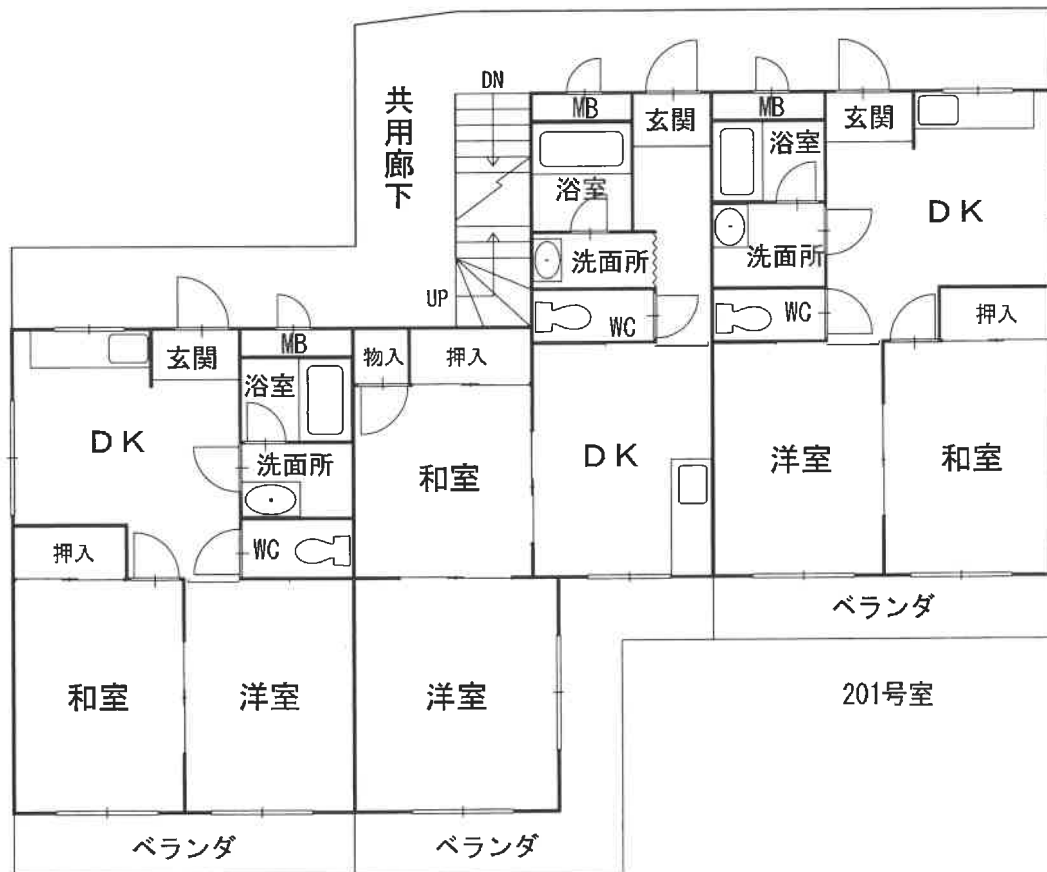 共用廊下
DN
UP
MB
玄関
浴室
洗面所
WC
MB
玄関
浴室
洗面所
WC
DK
押入
洋室
和室
ベランダ
201号室
玄関
MB
浴室
洗面所
WC
DK
押入
和室
洋室
ベランダ
物入
押入
和室
DK
洋室
ベランダ